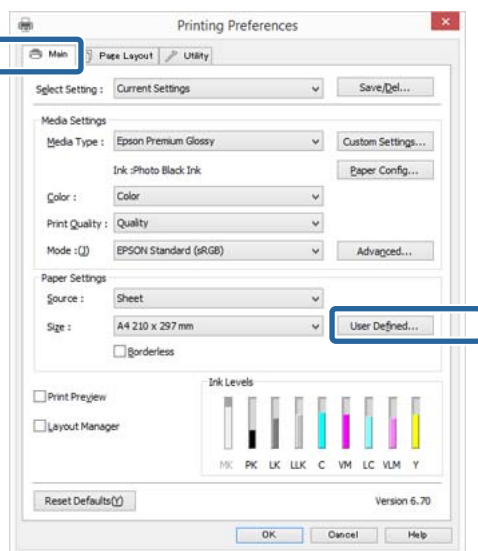 Printing Preferences
Main Page Layout Utility
Select Setting : Current Settings Save/Del...
Media Settings
Media Type : Epson Premium Glossy Custom Settings...
Ink :Photo Black Ink Paper Config...
Color : Color
Print Quality : Quality
Mode :(J) EPSON Standard (sRGB) Advanced...
Paper Settings
Source : Sheet
Size : A4 210 x 297 mm User Defined...
Borderless
Ink Levels
Print Preview
Layout Manager
MK PK LK LLK C VM LC VLM Y
Reset Defaults(Y) Version 6.70
OK Cancel Help